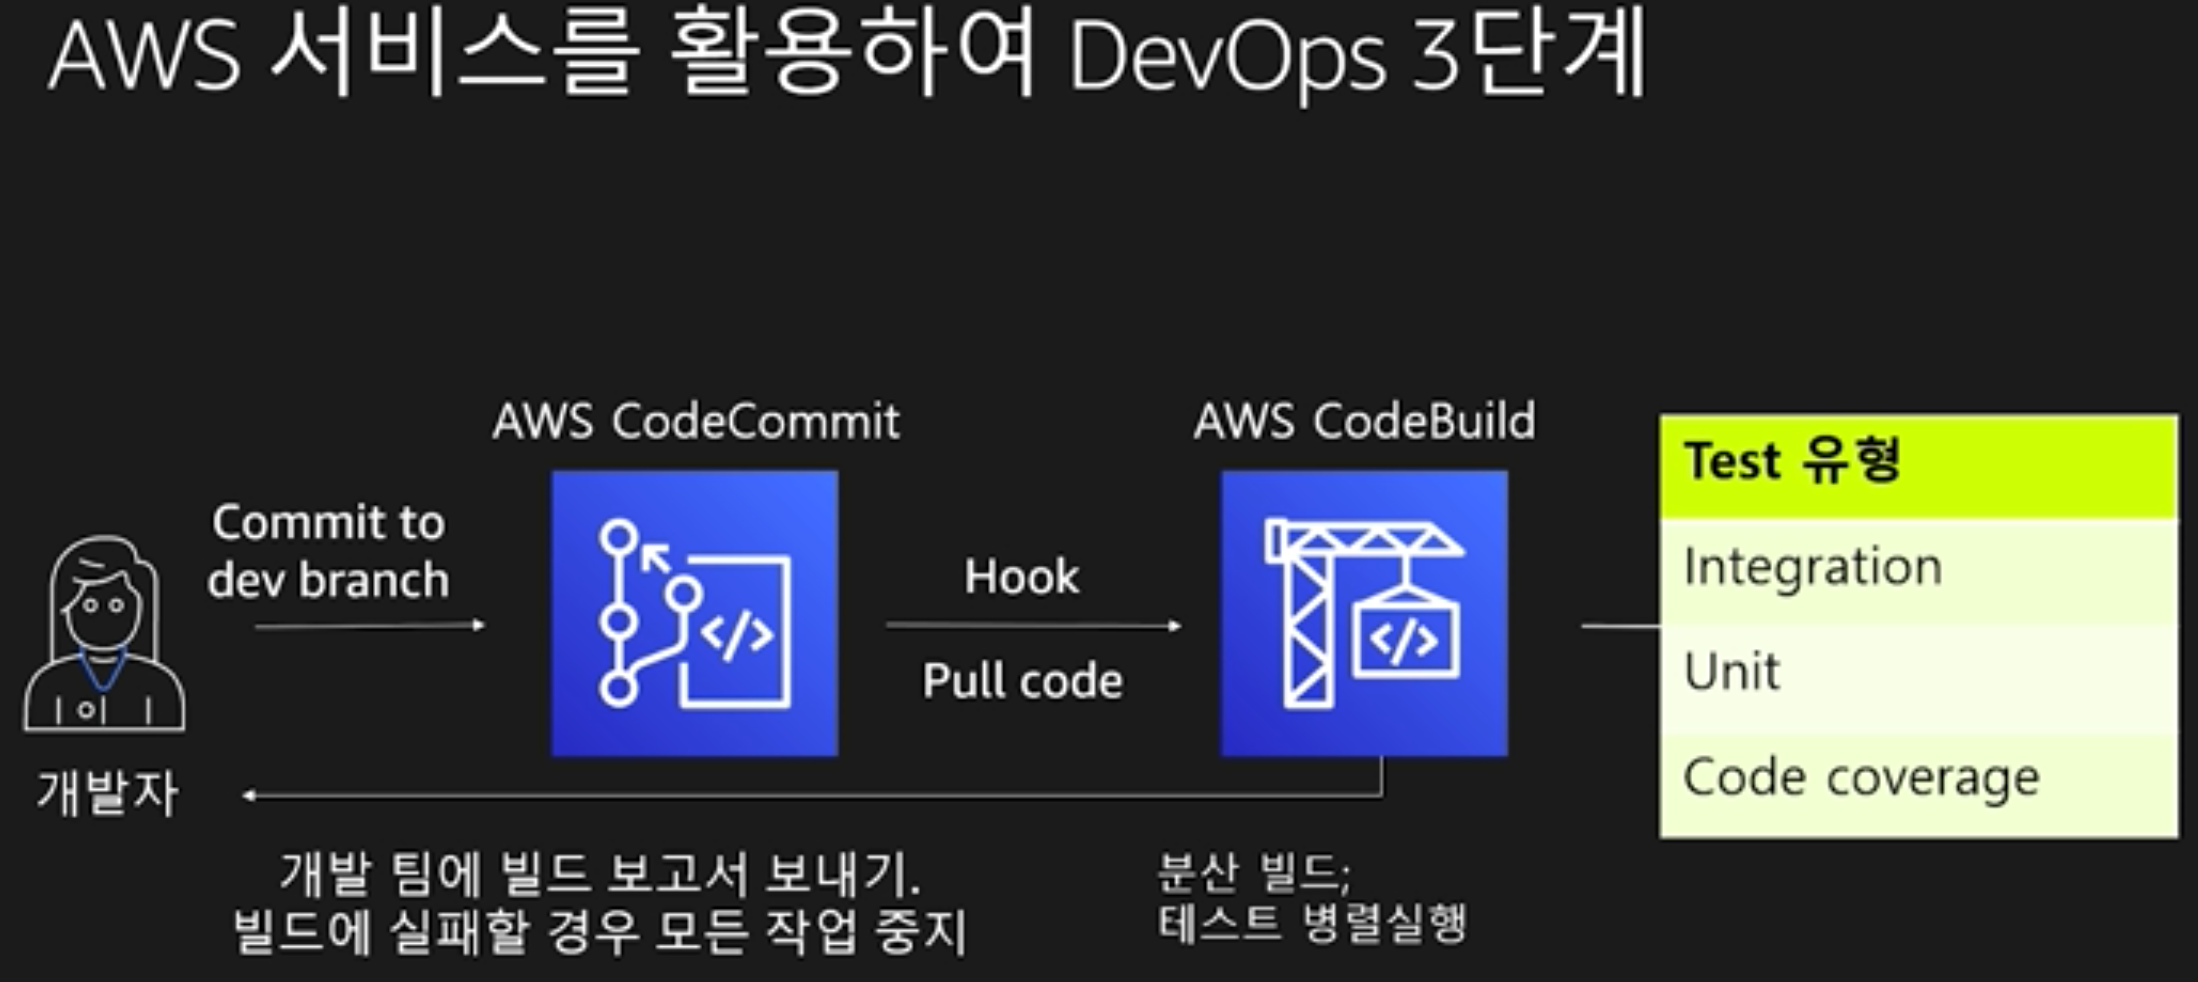 AWS 서비스를 활용하여 DevOps 3단계
AWS CodeCommit
AWS CodeBuild
Commit to
dev branch
Hook
Pull code
개발자
개발 팀에 빌드 보고서 보내기.
빌드에 실패할 경우 모든 작업 중지
분산 빌드;
테스트 병렬실행
Test 유형
Integration
Unit
Code coverage